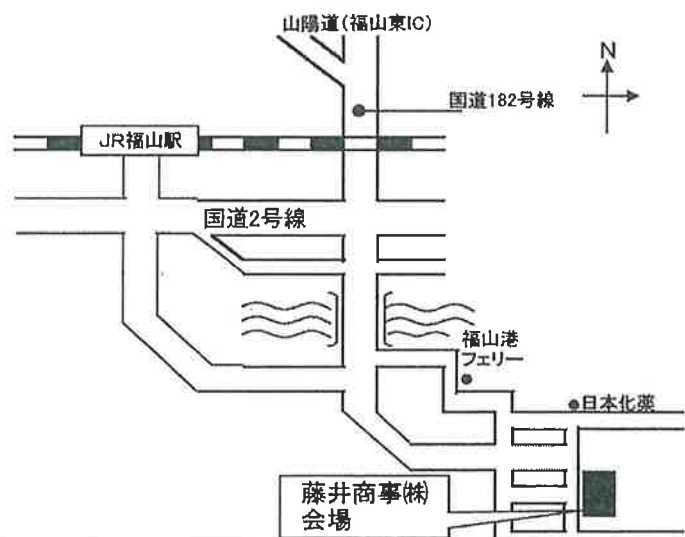 山陽道(福山東IC)
N
国道182号線
JR福山駅
国道2号線
福山港
フェリー
日本化薬
藤井商事㈱
会場